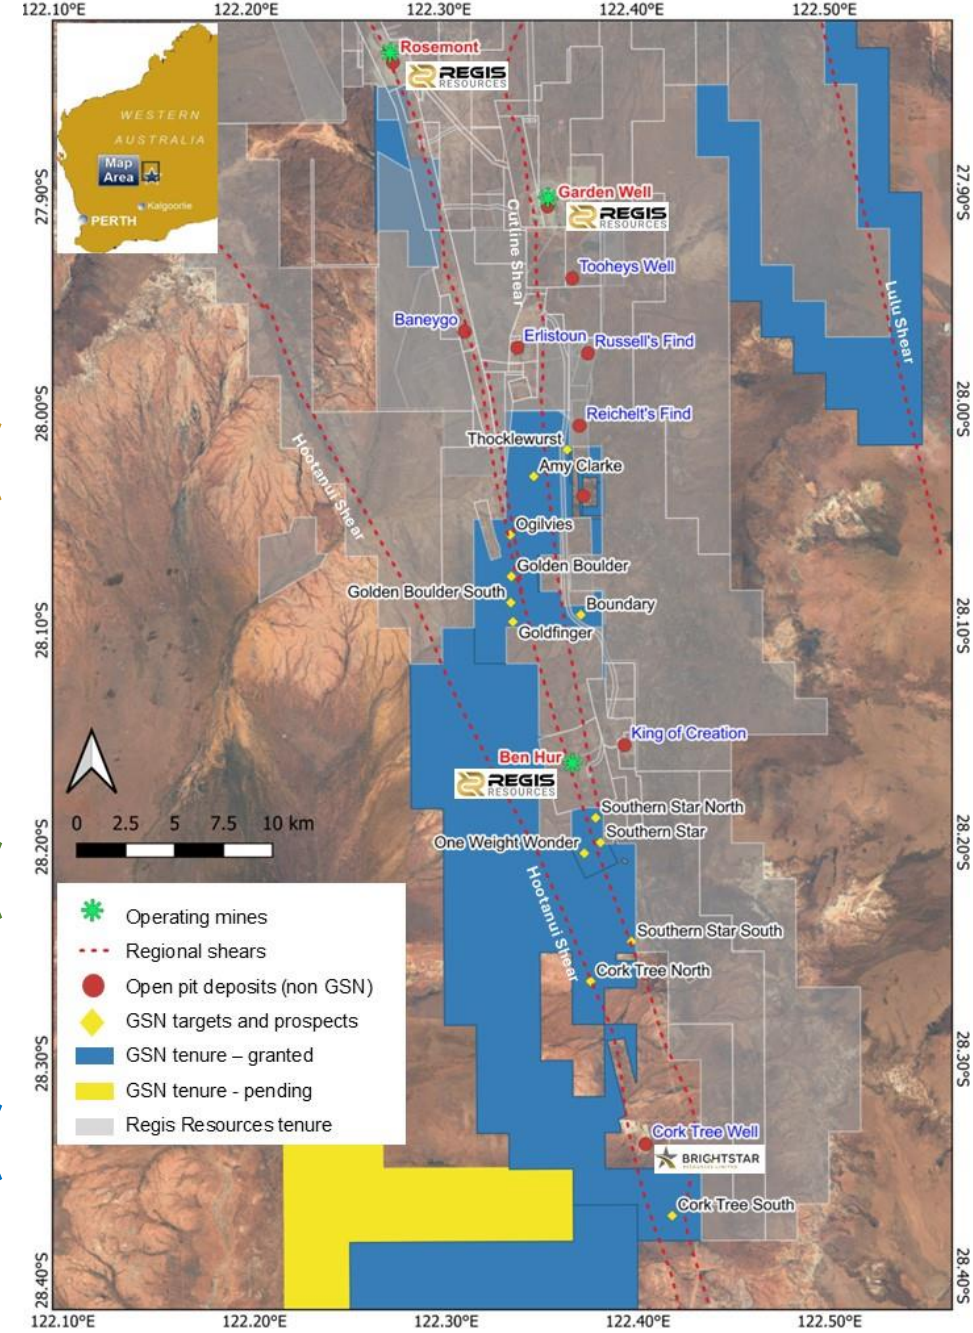 122.10°E 122.20°E 122.30°E 122.40°E 122.50°E
Rosemont
REGIS
RESOURCES
WESTERN
AUSTRALIA
Map
Area
Kalgoorlie
PERTH
27.90°S
27.90°S
Garden Well
REGIS
RESOURCES
Cutline Shear
Tooheys Well
Lulu Shear
Baneygo
Erlistoun
Russell's Find
28.00°S
28.00°S
Reichelt's Find
Thocklewurst
Amy Clarke
Hootanui Shear
Ogilvies
Golden Boulder
Golden Boulder South
Boundary
Goldfinger
28.10°S
28.10°S
King of Creation
Ben Hur
REGIS
RESOURCES
0 2.5 5 7.5 10 km
Southern Star North
Southern Star
One Weight Wonder
28.20°S
28.20°S
Hootanui Shear
Southern Star South
Cork Tree North
Operating mines
Regional shears
Open pit deposits (non GSN)
GSN targets and prospects
GSN tenure – granted
GSN tenure - pending
Regis Resources tenure
28.30°S
28.30°S
Cork Tree Well
BRIGHTSTAR
Cork Tree South
28.40°S
28.40°S
122.10°E 122.20°E 122.30°E 122.40°E 122.50°E